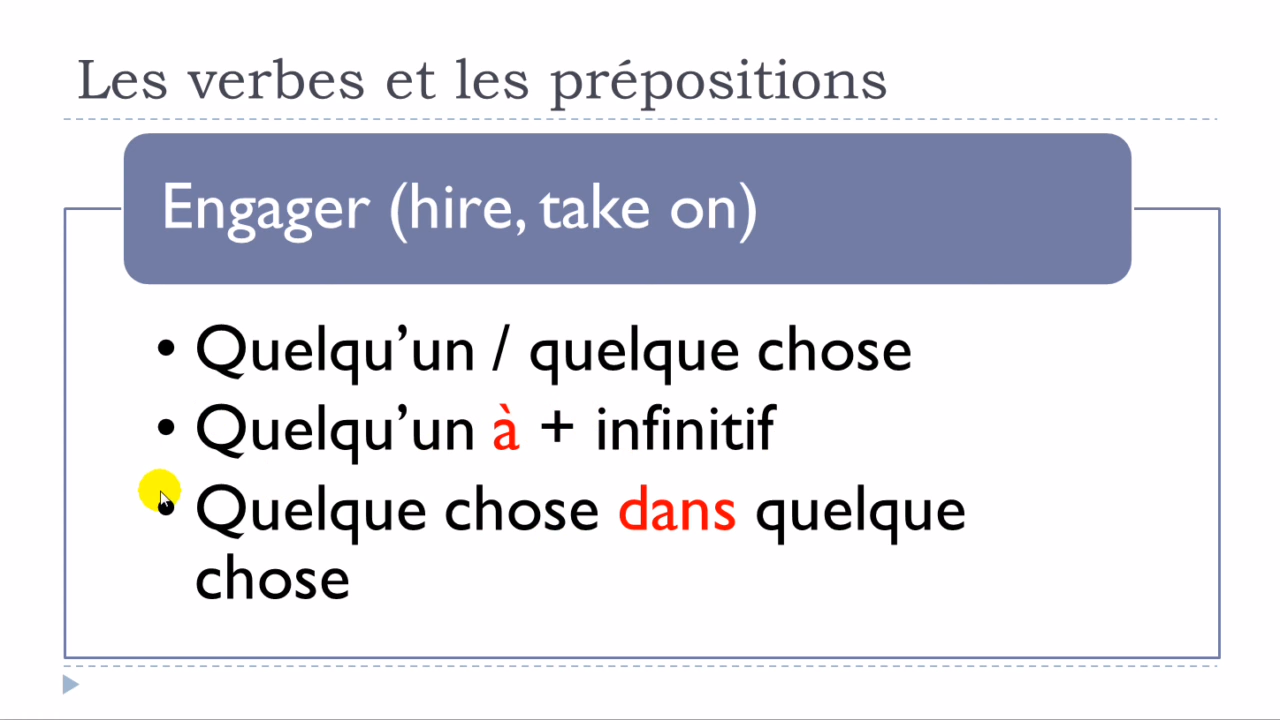 Les verbes et les prépositions
Engager (hire, take on)
• Quelqu’un / quelque chose
• Quelqu’un à + infinitif
• Quelque chose dans quelque
chose